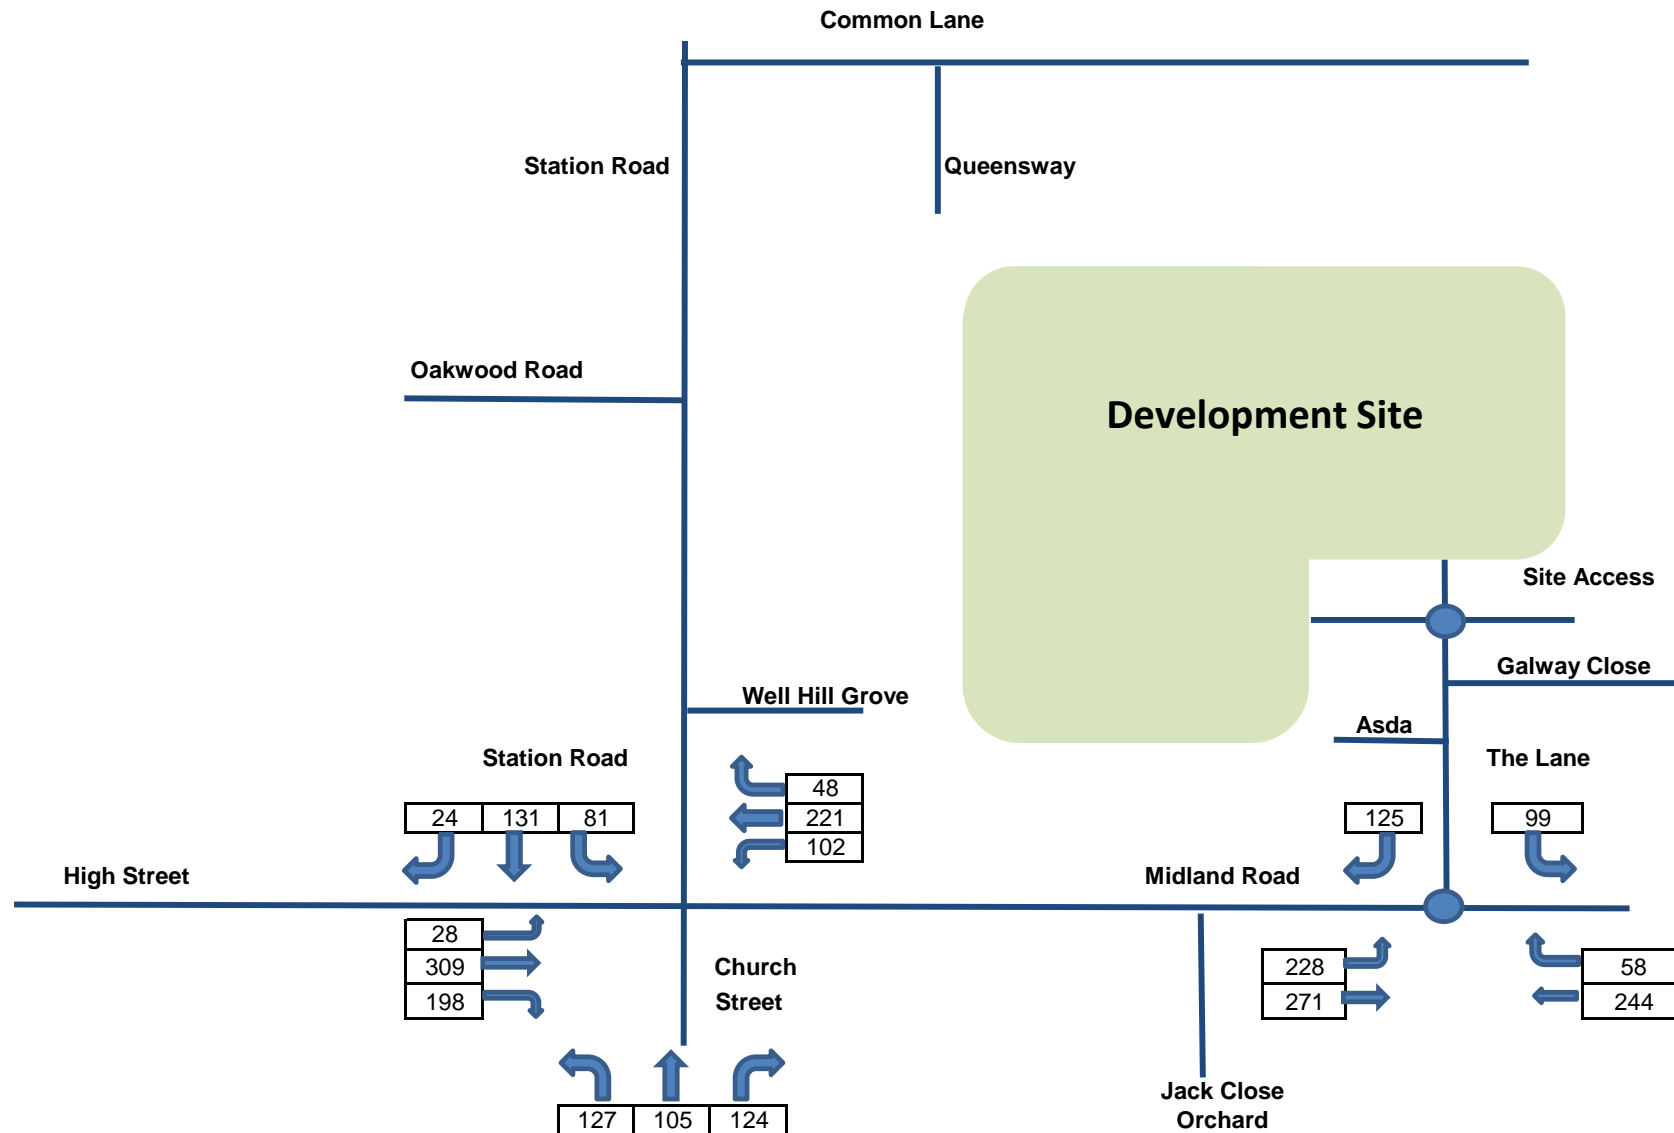 Common Lane
Station Road
Queensway
Oakwood Road
Development Site
Site Access
Galway Close
Well Hill Grove
Asda
Station Road
The Lane
48
24 131 81
221
125
99
102
High Street
Midland Road
28
309
198
Church
Street
228
271
58
244
Jack Close
Orchard
127 105 124